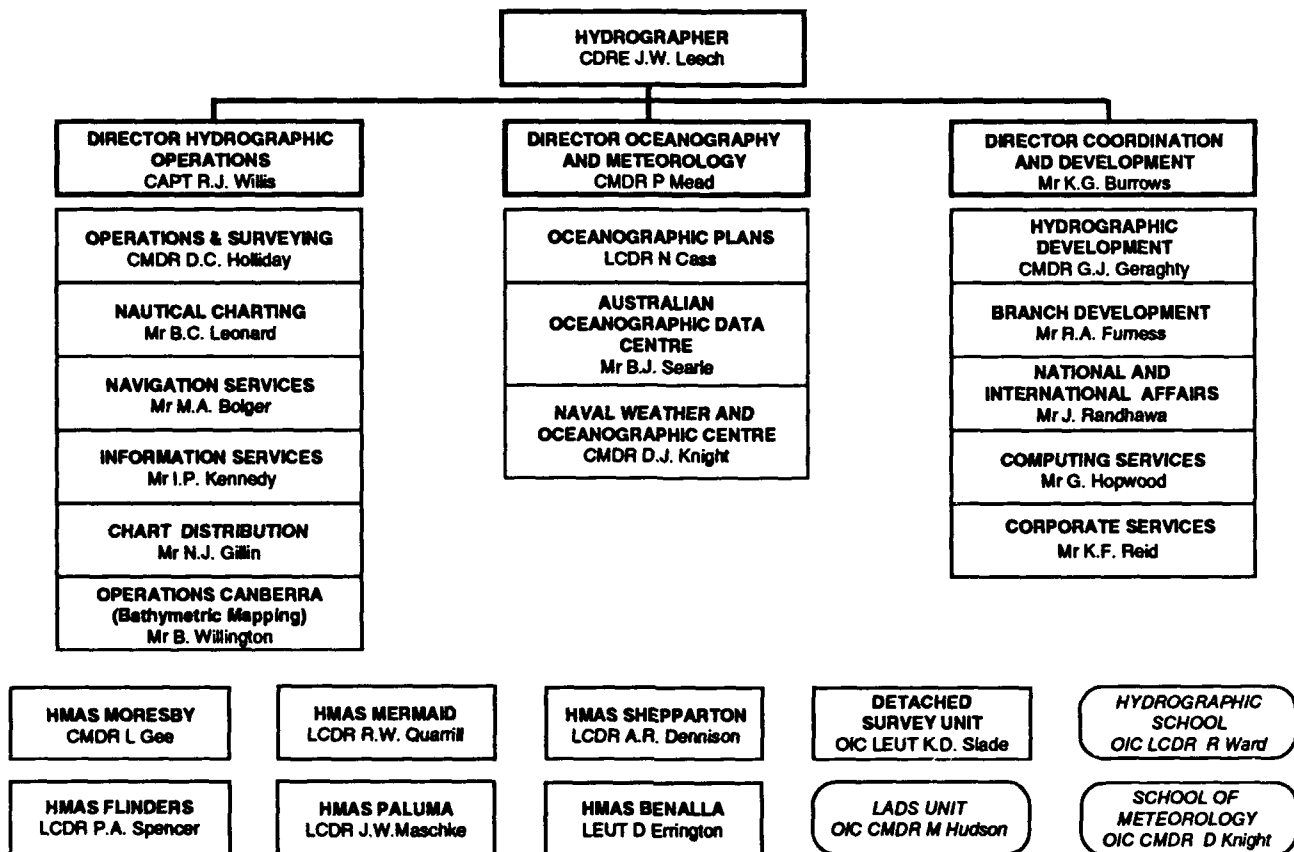 HYDROGRAPHER
CDRE J.W. Leech
DIRECTOR HYDROGRAPHIC
OPERATIONS
CAPT R.J. Willis
OPERATIONS & SURVEYING
CMDR D.C. Holliday
NAUTICAL CHARTING
Mr B.C. Leonard
NAVIGATION SERVICES
Mr M.A. Bolger
INFORMATION SERVICES
Mr I.P. Kennedy
CHART DISTRIBUTION
Mr N.J. Gillin
OPERATIONS CANBERRA
(Bathymetric Mapping)
Mr B. Willington
DIRECTOR OCEANOGRAPHY
AND METEOROLOGY
CMDR P Mead
OCEANOGRAPHIC PLANS
LCDR N Cass
AUSTRALIAN
OCEANOGRAPHIC DATA
CENTRE
Mr B.J. Searle
NAVAL WEATHER AND
OCEANOGRAPHIC CENTRE
CMDR D.J. Knight
DIRECTOR COORDINATION
AND DEVELOPMENT
Mr K.G. Burrows
HYDROGRAPHIC
DEVELOPMENT
CMDR G.J. Geraghty
BRANCH DEVELOPMENT
Mr R.A. Furness
NATIONAL AND
INTERNATIONAL AFFAIRS
Mr J. Randhawa
COMPUTING SERVICES
Mr G. Hopwood
CORPORATE SERVICES
Mr K.F. Reid
HMAS MORESBY
CMDR L Gee
HMAS MERMAID
LCDR R.W. Quarrill
HMAS SHEPPARTON
LCDR A.R. Dennison
DETACHED
SURVEY UNIT
OIC LEUT K.D. Slade
HYDROGRAPHIC
SCHOOL
OIC LCDR R Ward
HMAS FLINDERS
LCDR P.A. Spencer
HMAS PALUMA
LCDR J.W.Maschke
HMAS BENALLA
LEUT D Errington
LADS UNIT
OIC CMDR M Hudson
SCHOOL OF
METEOROLOGY
OIC CMDR D Knight